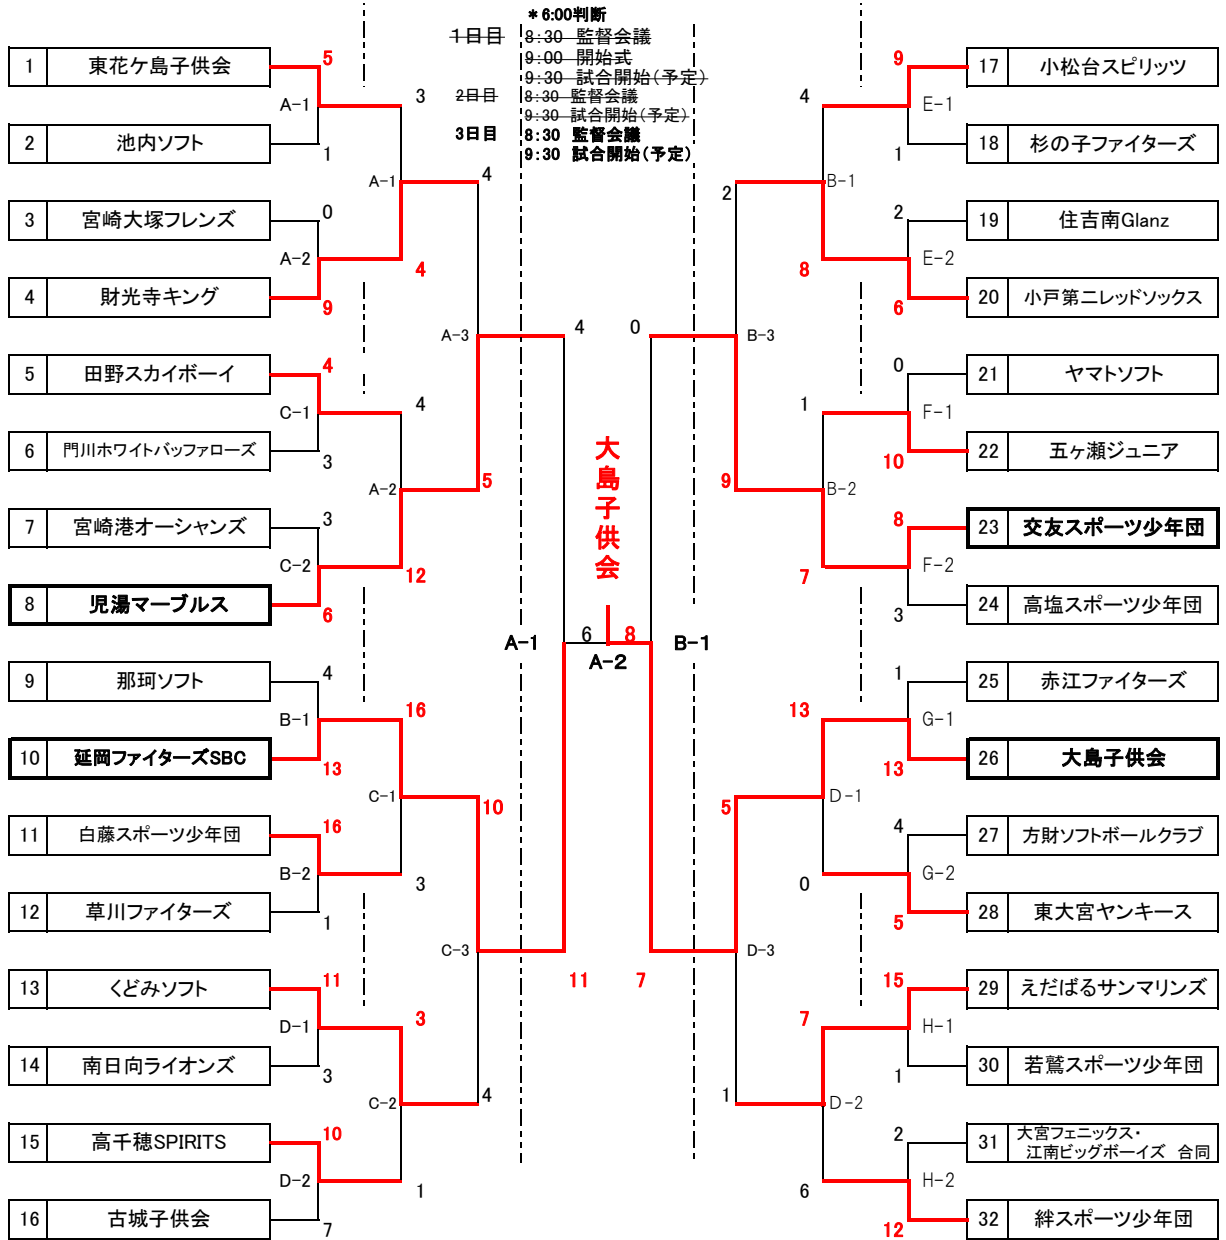 ＊6:00判断
1日目 8:30 監督会議
9:00 開始式
9:30 試合開始(予定)
2日目 8:30 監督会議
9:30 試合開始(予定)
3日目 8:30 監督会議
9:30 試合開始(予定)
1 東花ケ島子供会 5
A-1 3
2 池内ソフト 1
A-1 4
3 宮崎大塚フレンズ 0
A-2 4
4 財光寺キング 9
A-3 4
5 田野スカイボーイ 4
C-1 4
6 門川ホワイトバッファローズ 3
A-2 5
7 宮崎港オーシャンズ 3
C-2 12
8 児湯マーブルス 6
A-1
9 那珂ソフト 4
B-1 16
10 延岡ファイターズSBC 13
C-1 10
11 白藤スポーツ少年団 16
B-2 3
12 草川ファイターズ 1
C-3 11
13 くどみソフト 11
D-1 3
14 南日向ライオンズ 3
C-2 4
15 高千穂SPIRITS 10
D-2 1
16 古城子供会 7
大島子供会
6 8
A-2
9 17 小松台スピリッツ
4 E-1
1 18 杉の子ファイターズ
2 B-1
2 19 住吉南Glanz
8 E-2
6 20 小戸第二レッドソックス
0 B-3
0 21 ヤマトソフト
1 F-1
10 22 五ヶ瀬ジュニア
9 B-2
8 23 交友スポーツ少年団
7 F-2
3 24 高塩スポーツ少年団
B-1
1 25 赤江ファイターズ
13 G-1
13 26 大島子供会
5 D-1
4 27 方財ソフトボールクラブ
0 G-2
5 28 東大宮ヤンキース
7 D-3
15 29 えだばるサンマリンズ
7 H-1
1 30 若鷲スポーツ少年団
1 D-2
2 31 大宮フェニックス・
江南ビッグボーイズ 合同
6 H-2
12 32 絆スポーツ少年団